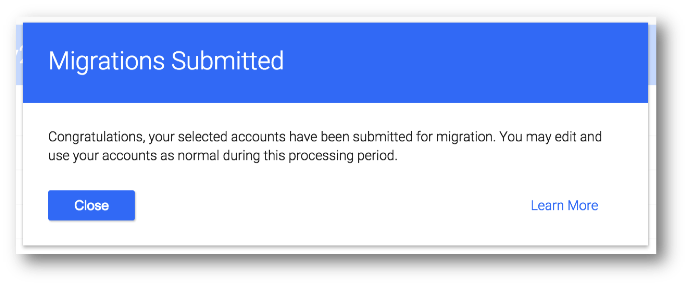 Migrations Submitted
Congratulations, your selected accounts have been submitted for migration. You may edit and
use your accounts as normal during this processing period.
Close
Learn More